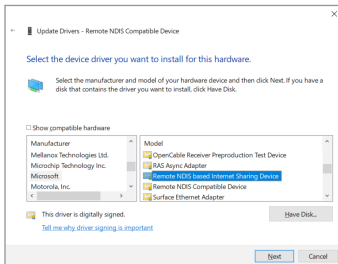 Update Drivers - Remote NDIS Compatible Device
Select the device driver you want to install for this hardware.
Select the manufacturer and model of your hardware device and then click Next. If you have a
disk that contains the driver you want to install, click Have Disk.
Show compatible hardware
Manufacturer
Mellanox Technologies Ltd.
Microchip Technology Inc.
Microsoft
Motorola, Inc.
Model
OpenCable Receiver Preproduction Test Device
RAS Async Adapter
Remote NDIS based Internet Sharing Device
Remote NDIS Compatible Device
Surface Ethernet Adapter
This driver is digitally signed.
Have Disk...
Tell me why driver signing is important
Next
Cancel